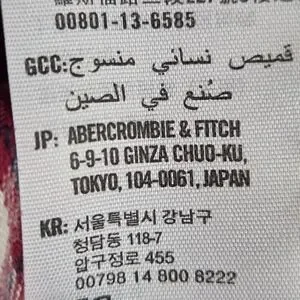 00801-13-6585
GCC: قميص نسائي منسوج
صُنع في الصين
JP: ABERCROMBIE & FITCH
6-9-10 GINZA CHUO-KU,
TOKYO, 104-0061, JAPAN
KR: 서울특별시 강남구
청담동 118-7
압구정로 455
00798 14 800 8222